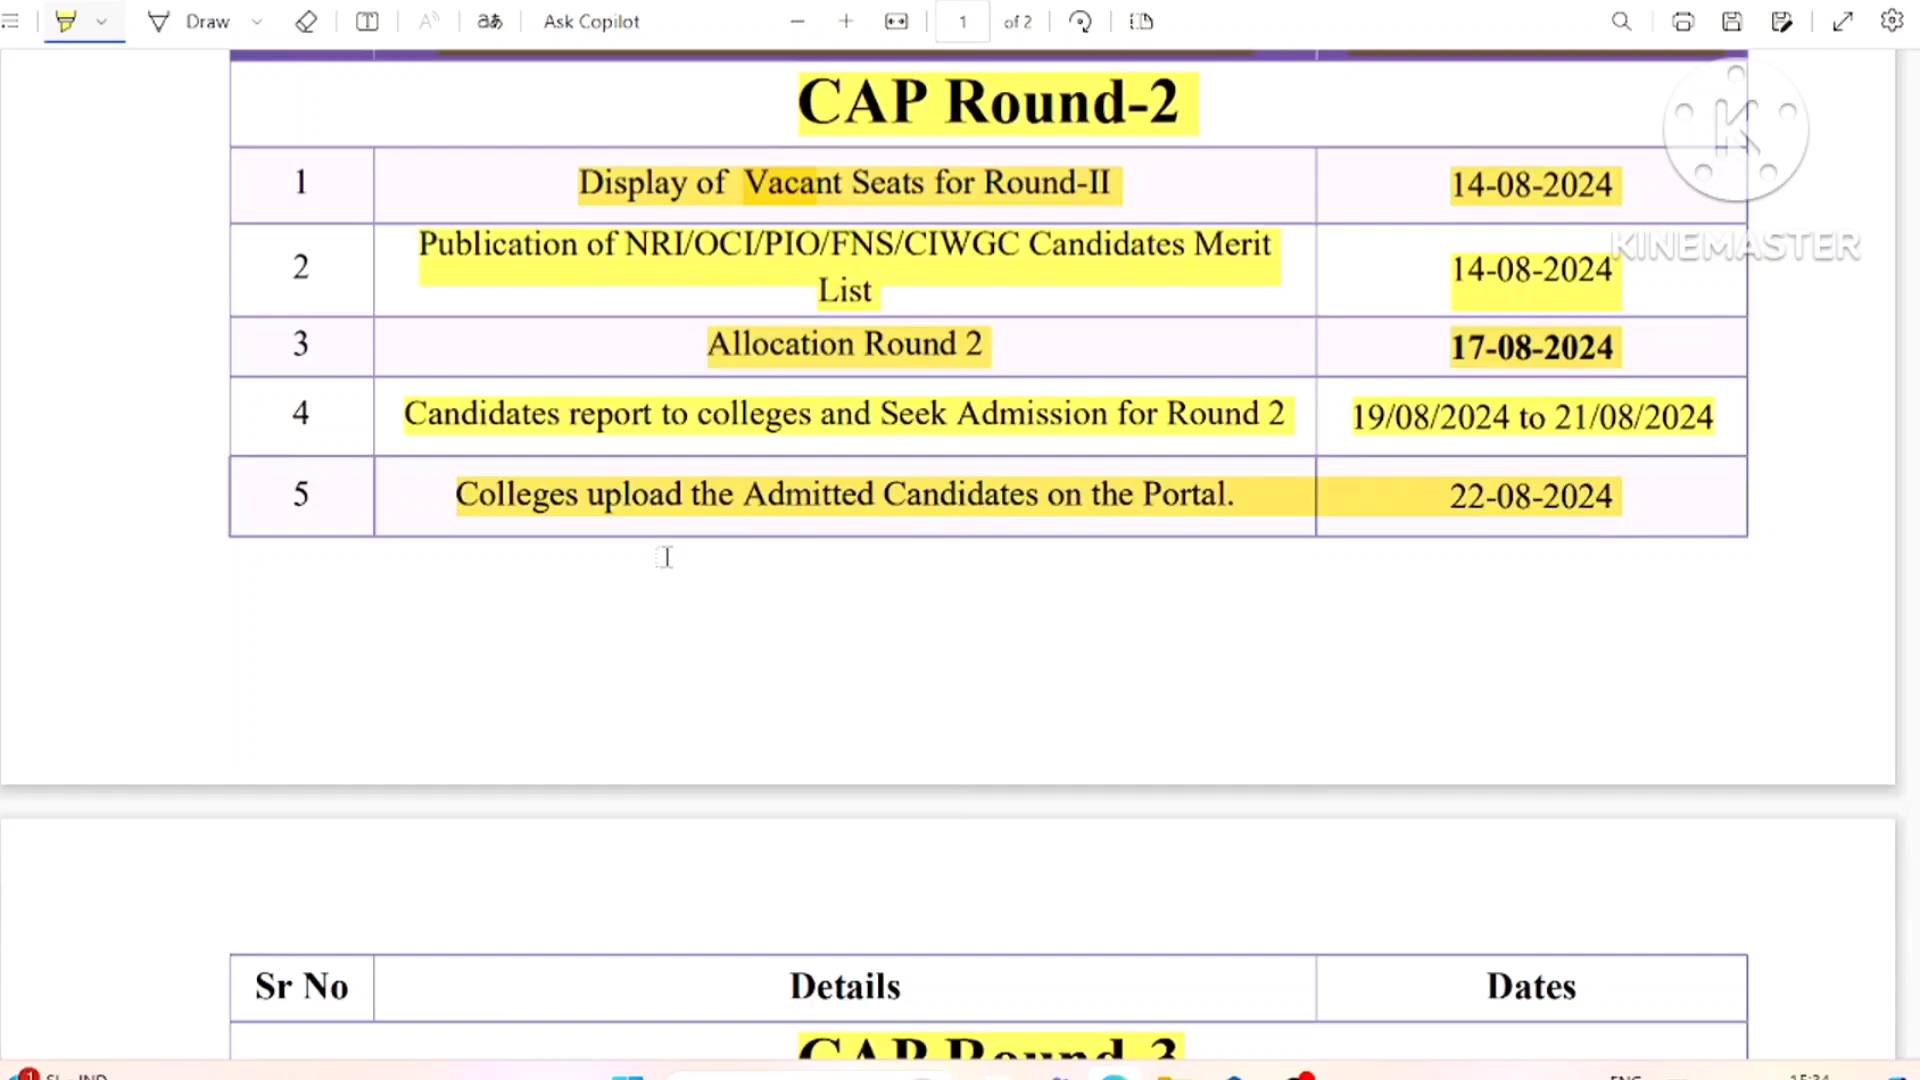 Draw
Ask Copilot
1 of 2
CAP Round-2
1 Display of Vacant Seats for Round-II 14-08-2024
2 Publication of NRI/OCI/PIO/FNS/CIWGC Candidates Merit List 14-08-2024
3 Allocation Round 2 17-08-2024
4 Candidates report to colleges and Seek Admission for Round 2 19/08/2024 to 21/08/2024
5 Colleges upload the Admitted Candidates on the Portal. 22-08-2024
KINEMASTER
Sr No Details Dates
CAP Round-3